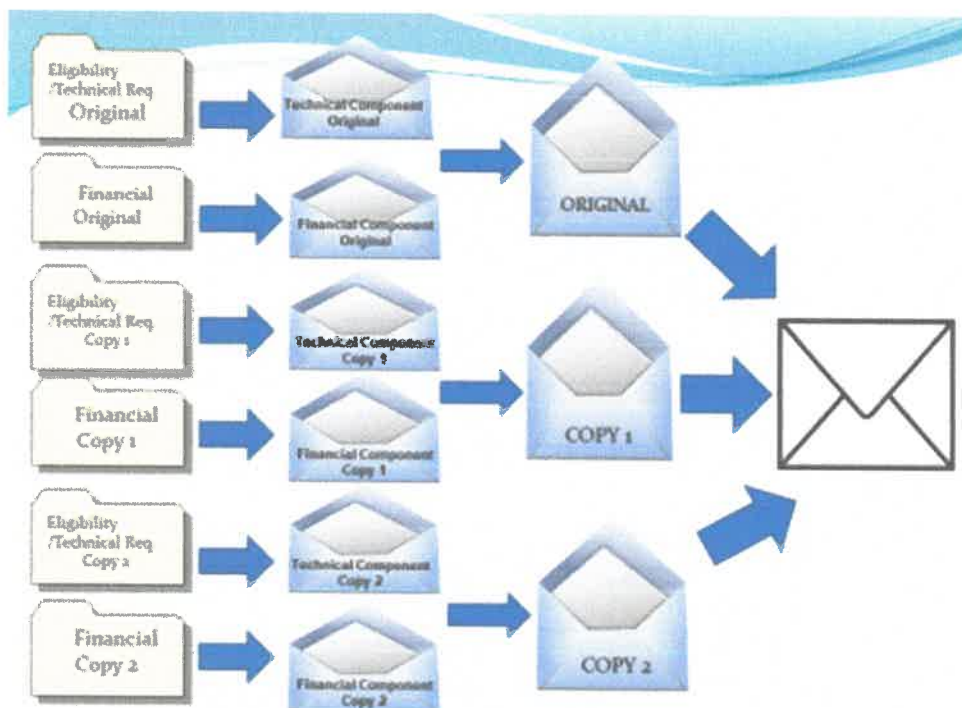 Eligibility
/Technical Req
Original
Technical Component
Original
ORIGINAL
Financial
Original
Financial Component
Original
Eligibility
/Technical Req
Copy 1
Technical Component
Copy 1
COPY 1
Financial
Copy 1
Financial Component
Copy 1
Eligibility
/Technical Req
Copy 2
Technical Component
Copy 2
COPY 2
Financial
Copy 2
Financial Component
Copy 2